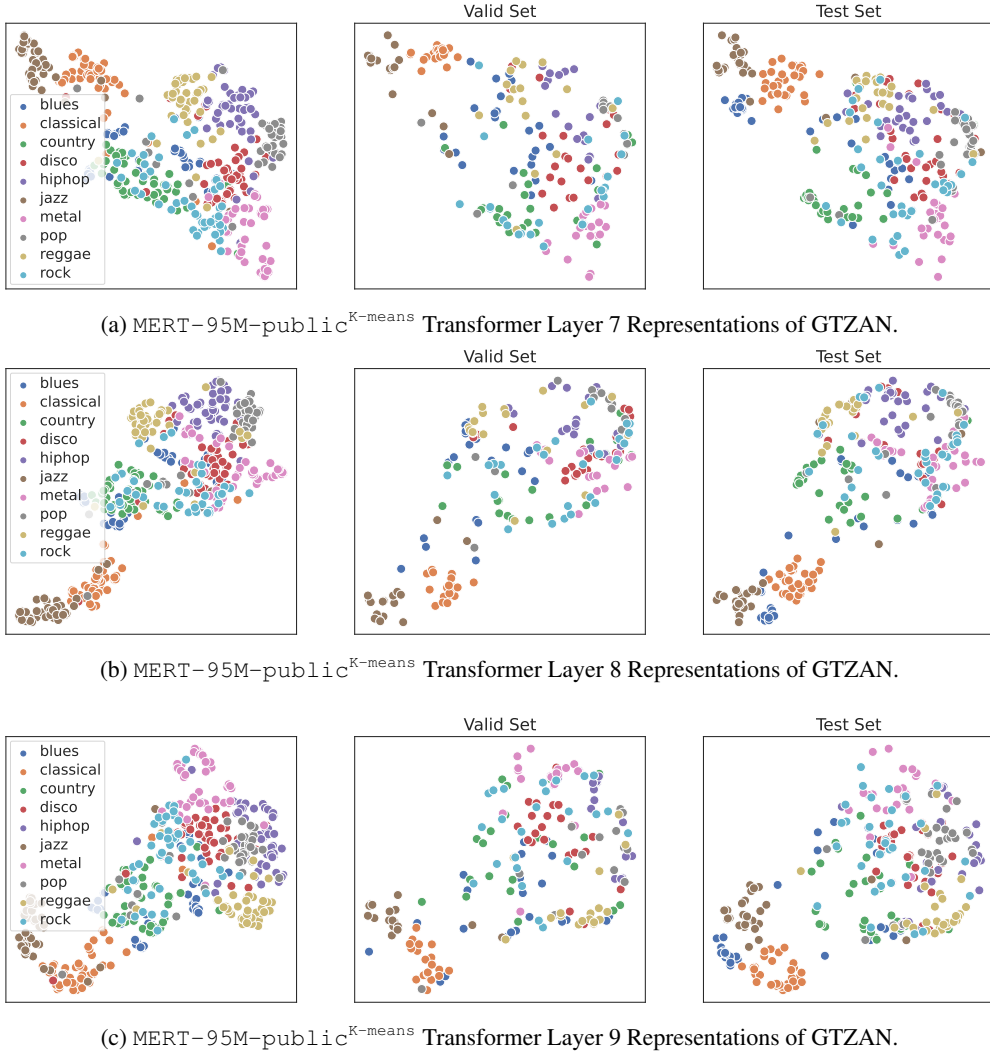 Valid Set
Test Set
blues
classical
country
disco
hiphop
jazz
metal
pop
reggae
rock
(a) MERT-95M-public^K-means Transformer Layer 7 Representations of GTZAN.
Valid Set
Test Set
blues
classical
country
disco
hiphop
jazz
metal
pop
reggae
rock
(b) MERT-95M-public^K-means Transformer Layer 8 Representations of GTZAN.
Valid Set
Test Set
blues
classical
country
disco
hiphop
jazz
metal
pop
reggae
rock
(c) MERT-95M-public^K-means Transformer Layer 9 Representations of GTZAN.